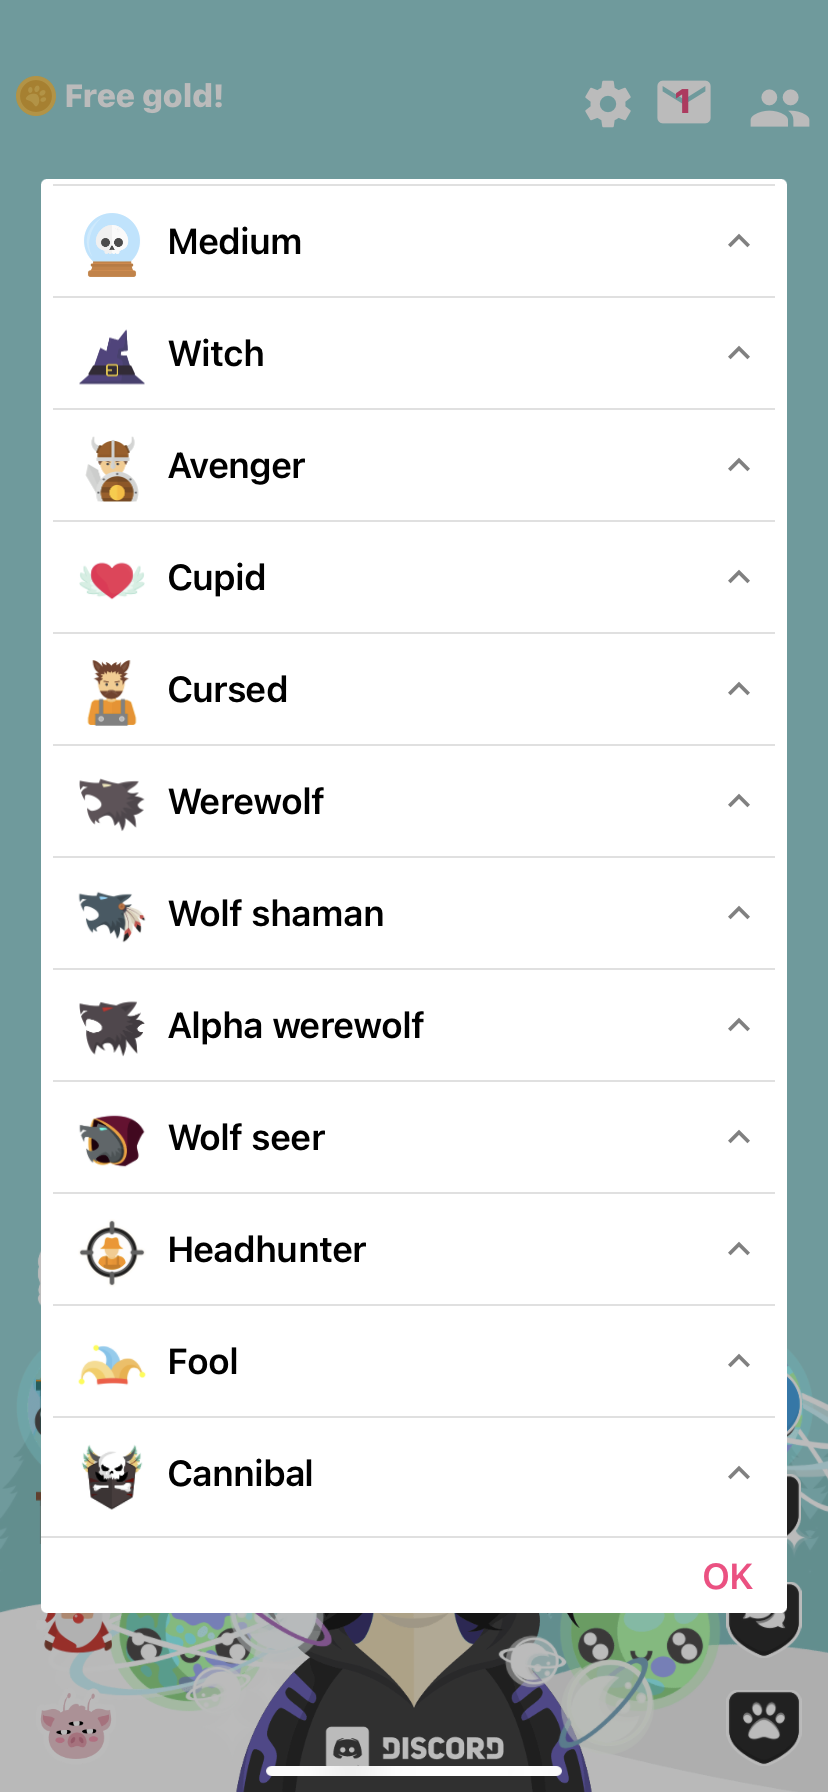 Free gold!
1
Medium
Witch
Avenger
Cupid
Cursed
Werewolf
Wolf shaman
Alpha werewolf
Wolf seer
Headhunter
Fool
Cannibal
OK
DISCORD